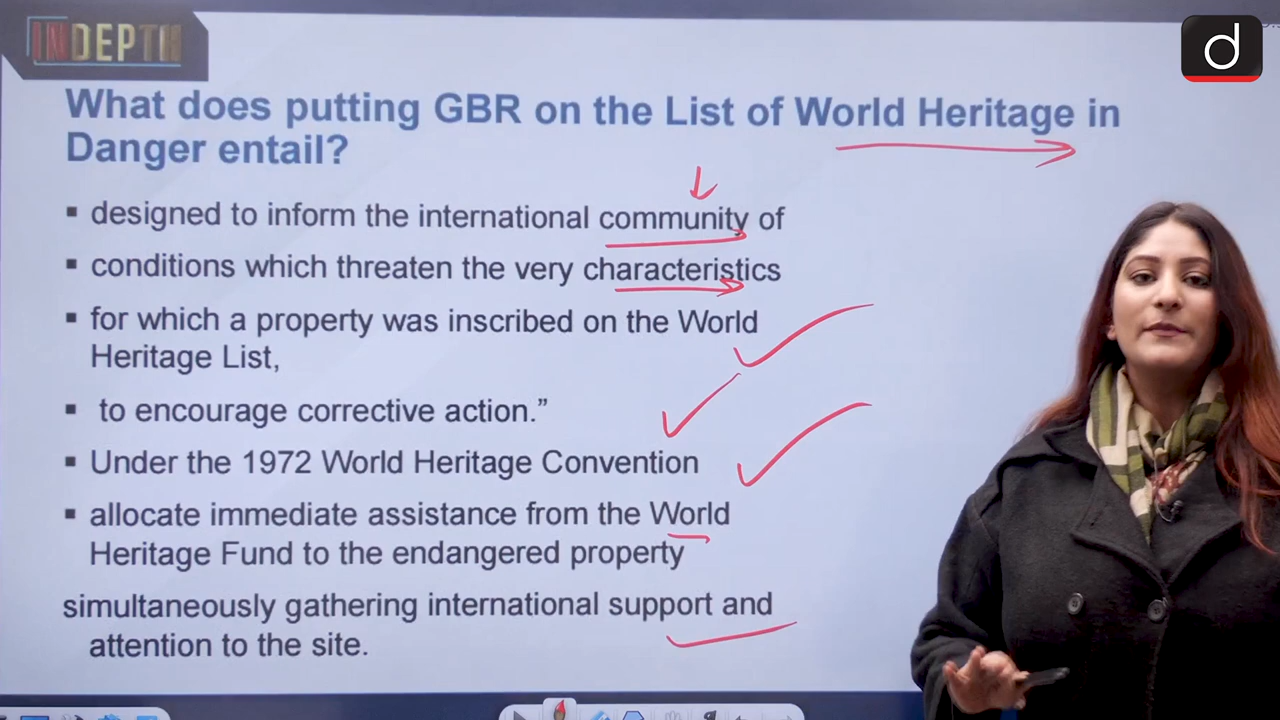 INDEPTH
d
What does putting GBR on the List of World Heritage in
Danger entail?
▪ designed to inform the international community of
▪ conditions which threaten the very characteristics
▪ for which a property was inscribed on the World
Heritage List,
▪ to encourage corrective action.”
▪ Under the 1972 World Heritage Convention
▪ allocate immediate assistance from the World
Heritage Fund to the endangered property
simultaneously gathering international support and
attention to the site.